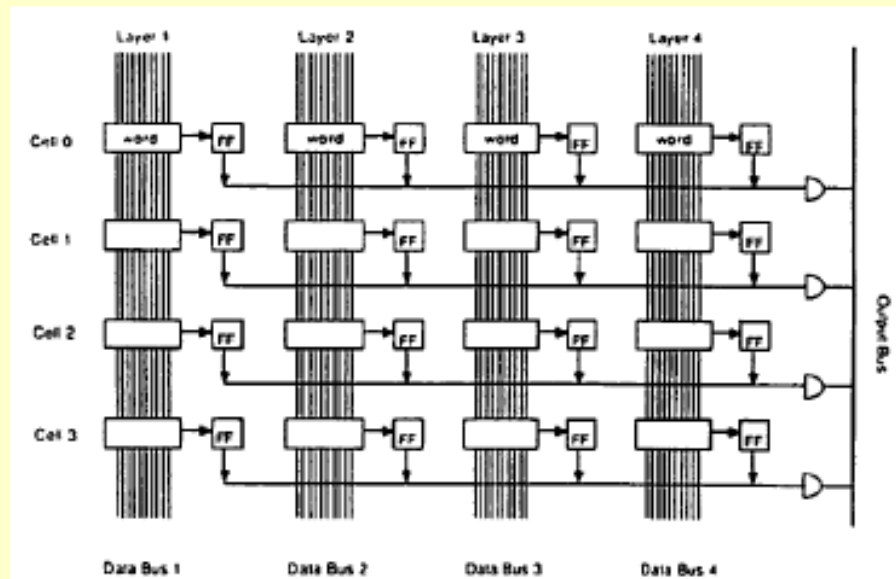 Layer 1 Layer 2 Layer 3 Layer 4
Cell 0 word FF word FF word FF word FF
Cell 1 FF FF FF FF
Cell 2 FF FF FF FF
Cell 3 FF FF FF FF
Output Bus
Data Bus 1 Data Bus 2 Data Bus 3 Data Bus 4